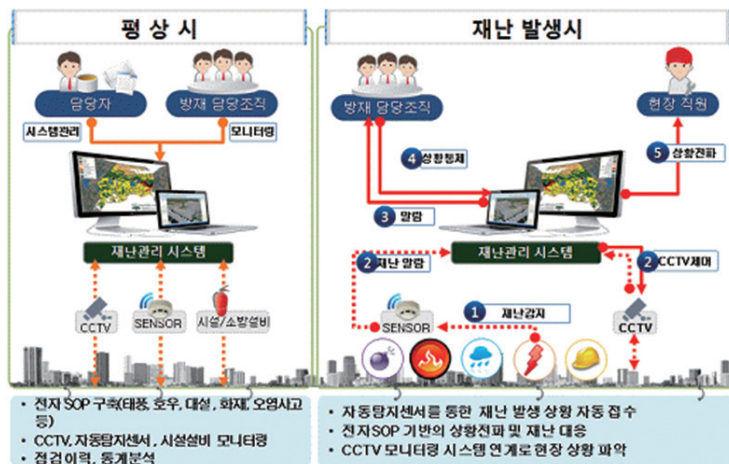 평상시
담당자
방재 담당조직
시스템관리
모니터링
재난관리 시스템
CCTV
SENSOR
시설/소방설비
• 전자 SOP 구축(태풍, 호우, 대설, 화재, 오염사고
등)
• CCTV, 자동탐지센서, 시설설비 모니터링
• 점검이력, 통계분석
재난 발생시
방재 담당조직
현장 직원
4 상황통제
5 상황전파
3 알람
재난관리 시스템
2 재난 알람
2 CCTV제어
1 재난감지
SENSOR
CCTV
• 자동탐지센서를 통한 재난 발생 상황 자동 접수
• 전자SOP 기반의 상황전파 및 재난 대응
• CCTV 모니터링 시스템 연계로 현장 상황 파악